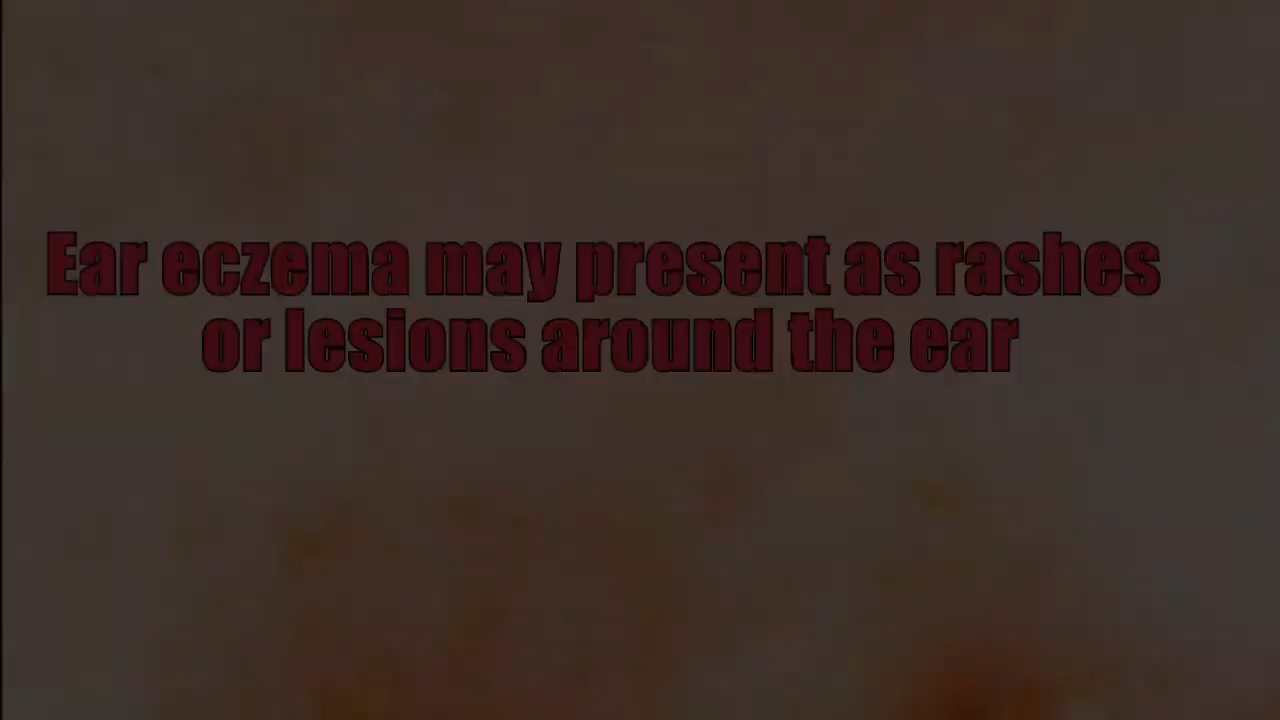 Ear eczema may present as rashes
or lesions around the ear